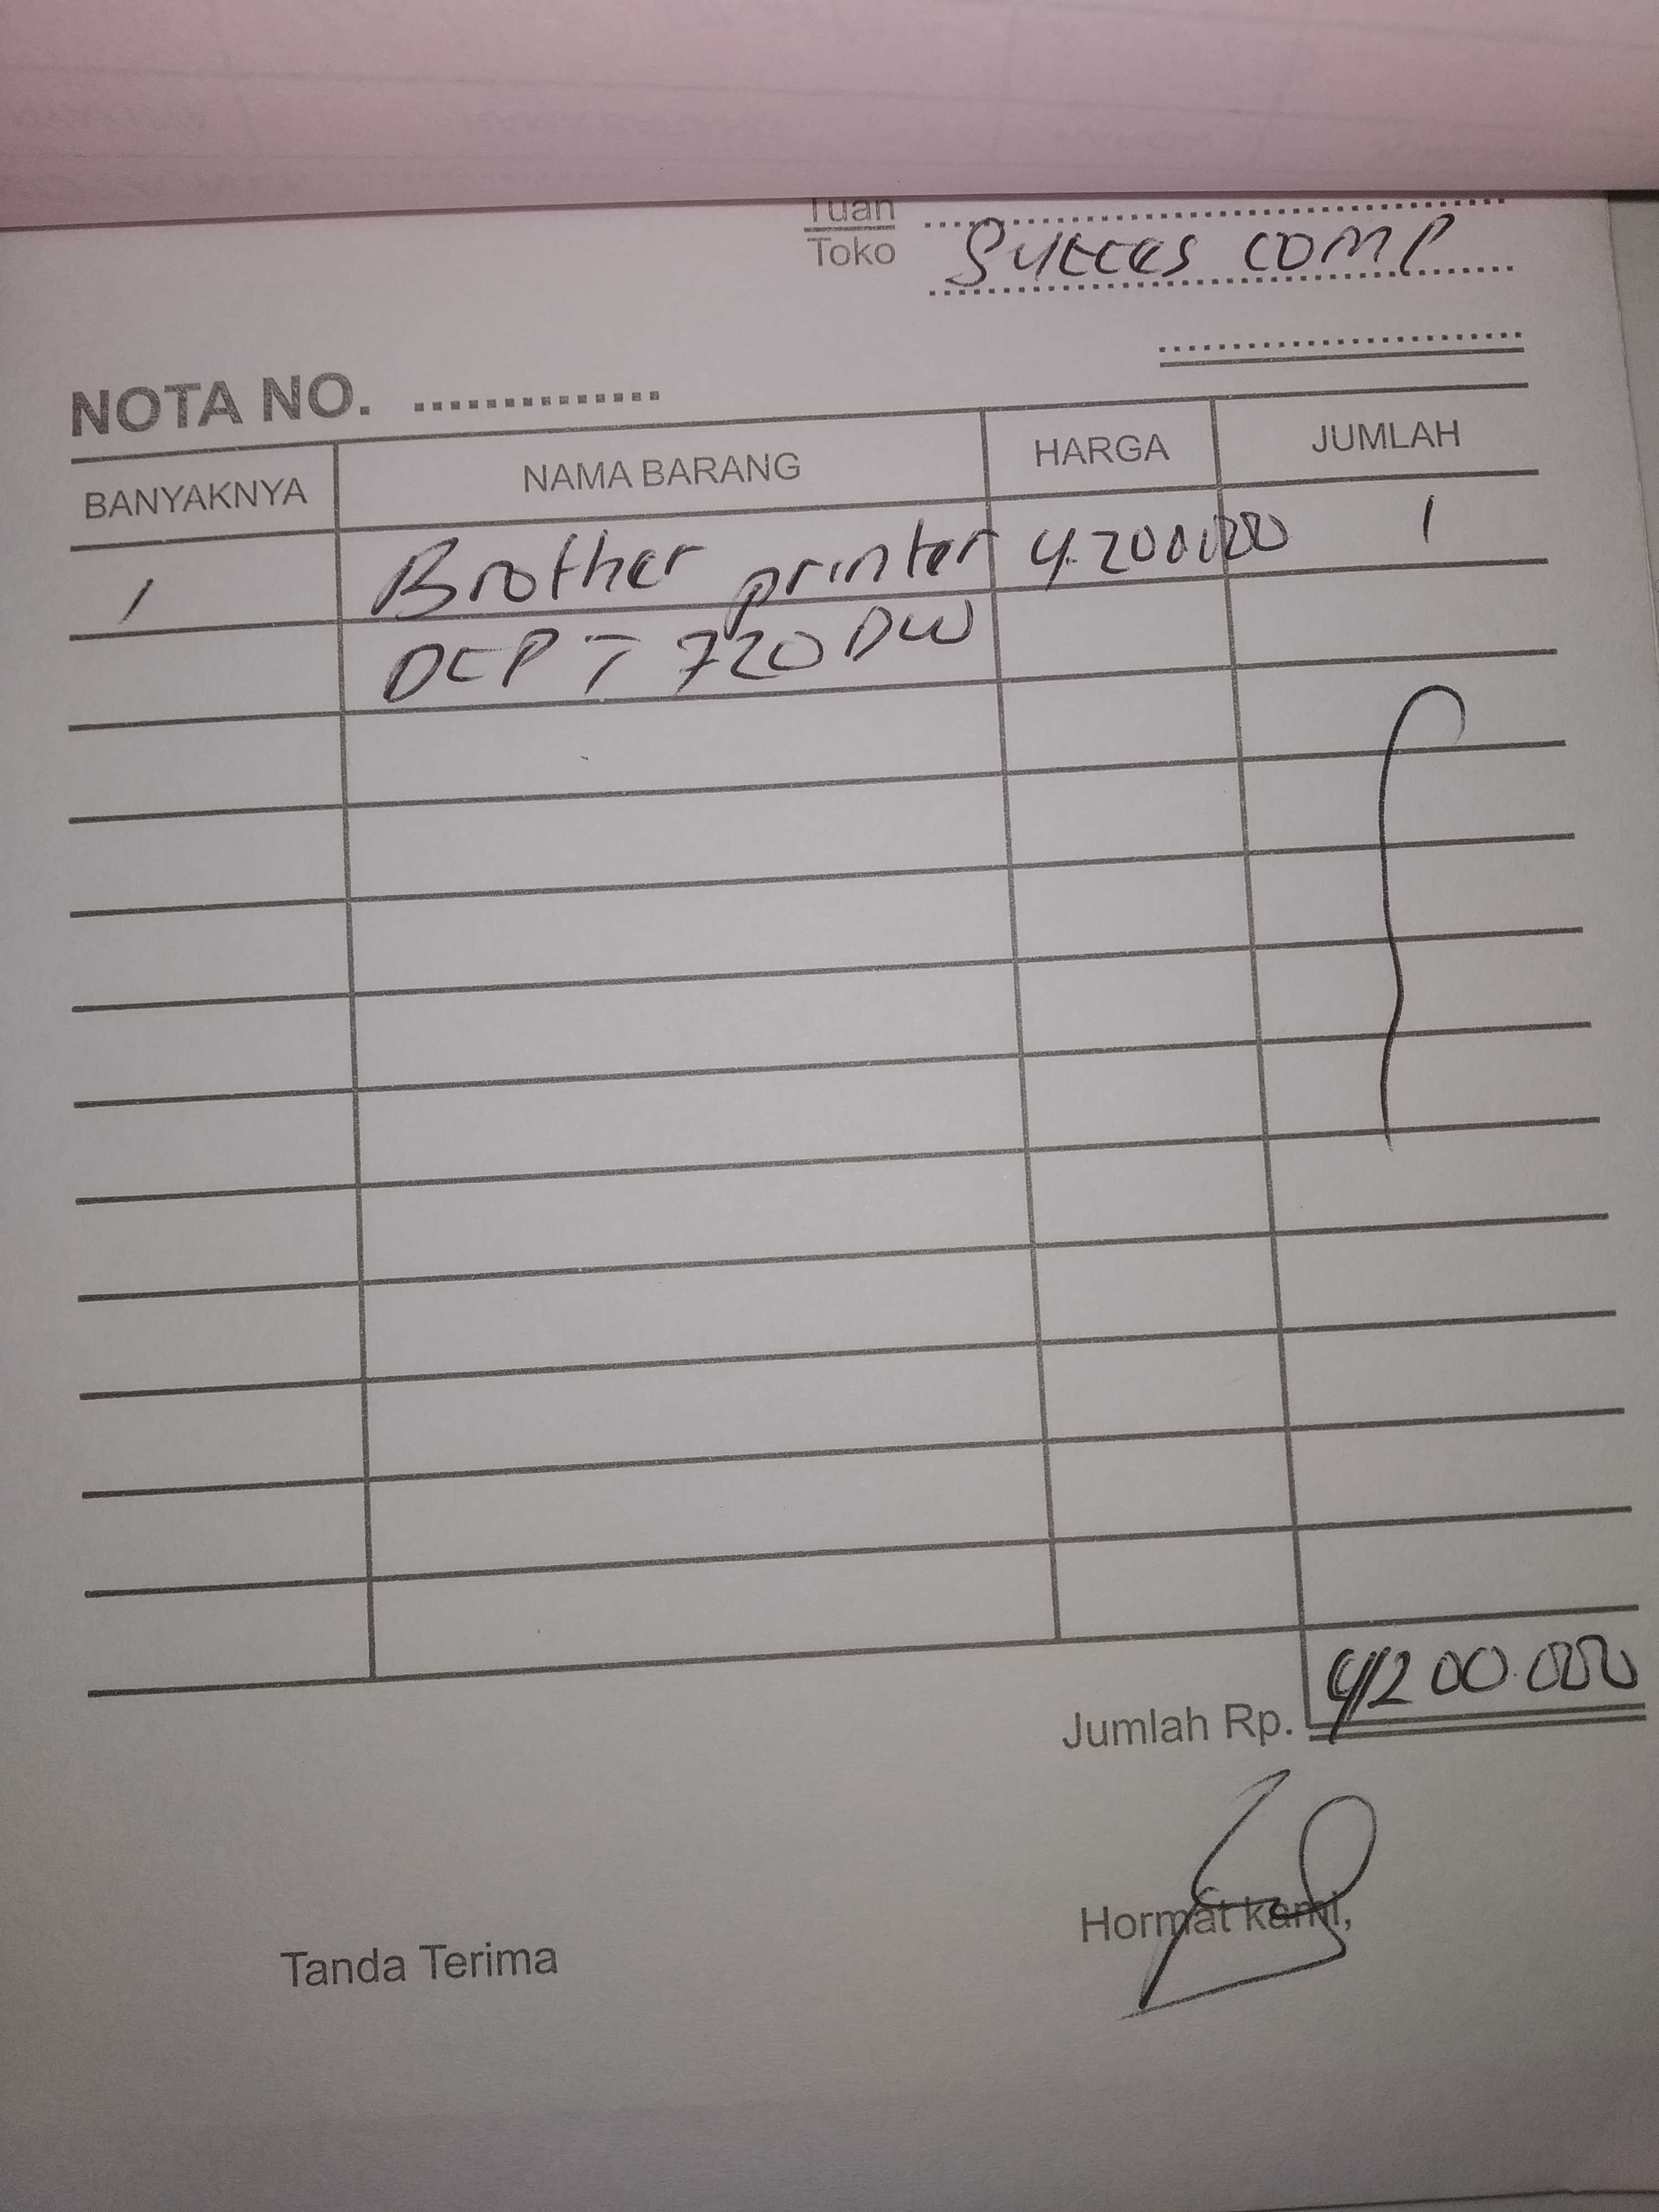 Tuan
Toko Succes COMP
NOTA NO. ...............
BANYAKNYA NAMA BARANG HARGA JUMLAH
1 Brother printer 4.200.000 1
DCP T 720 DW
Jumlah Rp. 4200.000
Tanda Terima Hormat kami,